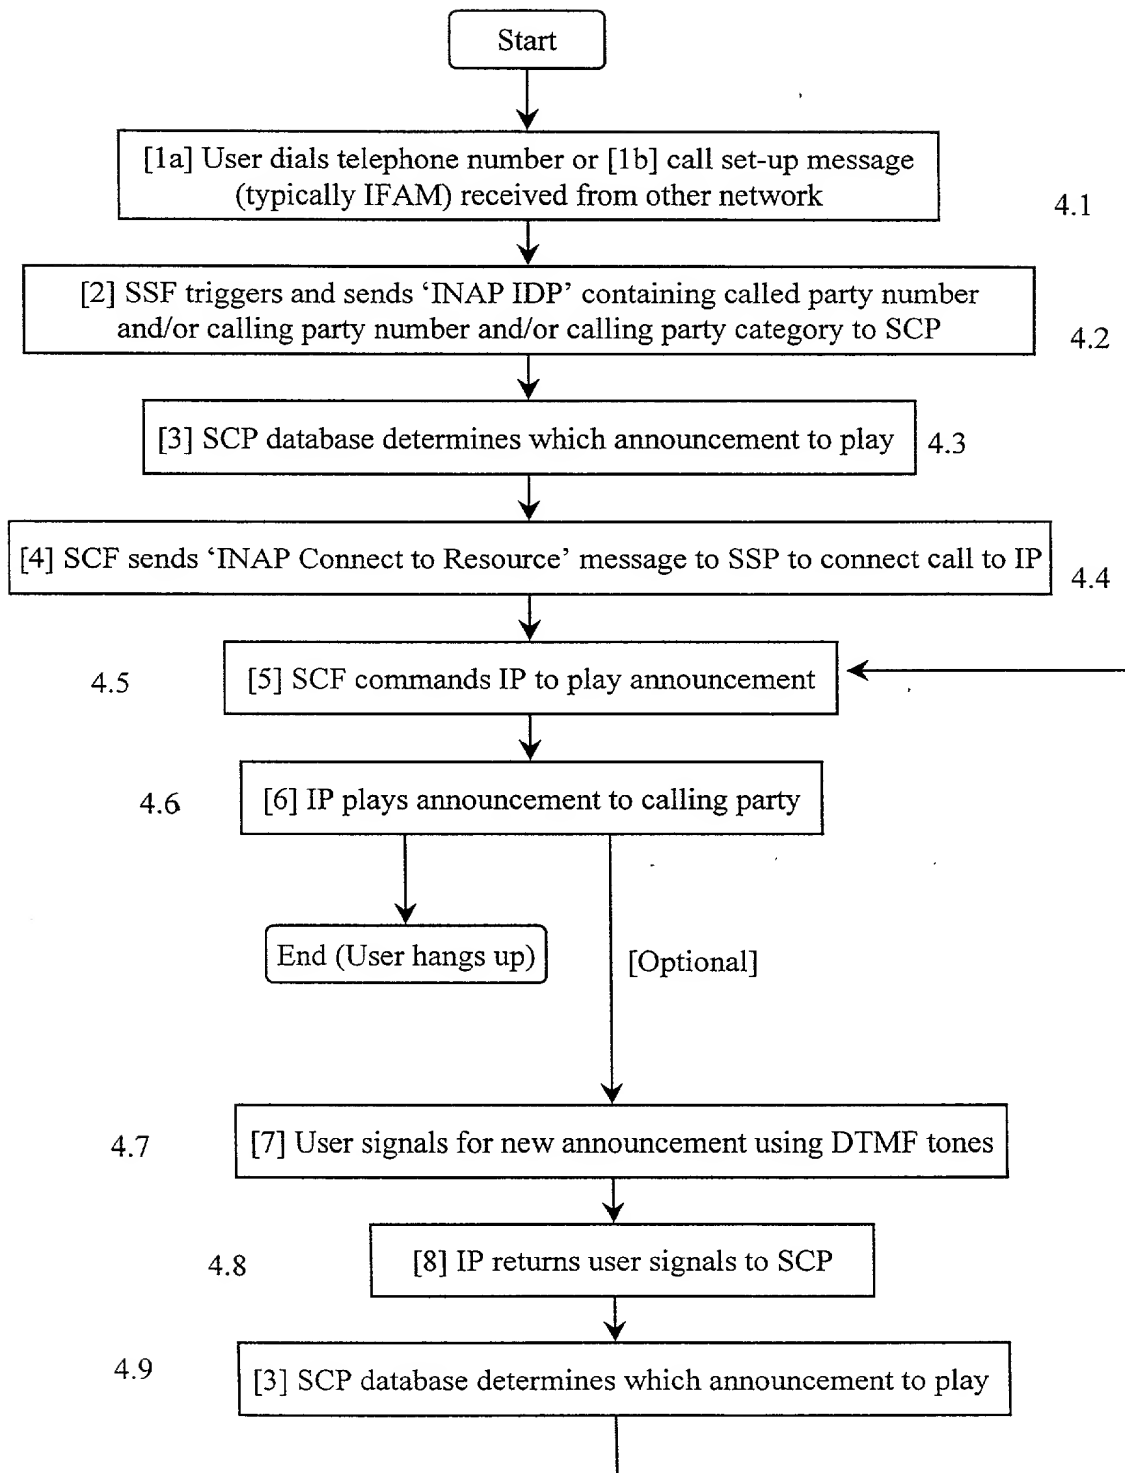 Start
[1a] User dials telephone number or [1b] call set-up message
(typically IFAM) received from other network
4.1
[2] SSF triggers and sends ‘INAP IDP’ containing called party number
and/or calling party number and/or calling party category to SCP
4.2
[3] SCP database determines which announcement to play
4.3
[4] SCF sends ‘INAP Connect to Resource’ message to SSP to connect call to IP
4.4
4.5
[5] SCF commands IP to play announcement
4.6
[6] IP plays announcement to calling party
End (User hangs up)
[Optional]
4.7
[7] User signals for new announcement using DTMF tones
4.8
[8] IP returns user signals to SCP
4.9
[3] SCP database determines which announcement to play